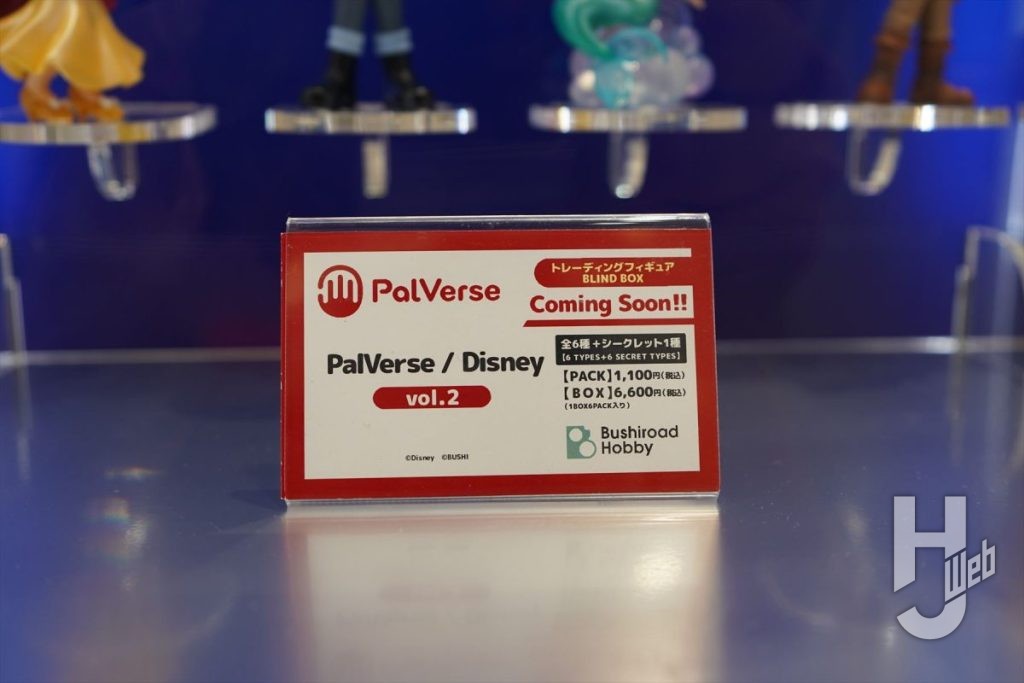 PalVerse
トレーディングフィギュア
BLIND BOX
Coming Soon!!
PalVerse / Disney
vol.2
全6種+シークレット1種
【6 TYPES+6 SECRET TYPES】
【PACK】1,100円(税込)
【BOX】6,600円(税込)
(1BOX6PACK入り)
Bushiroad
Hobby
©Disney ©BUSHI
HJ Web